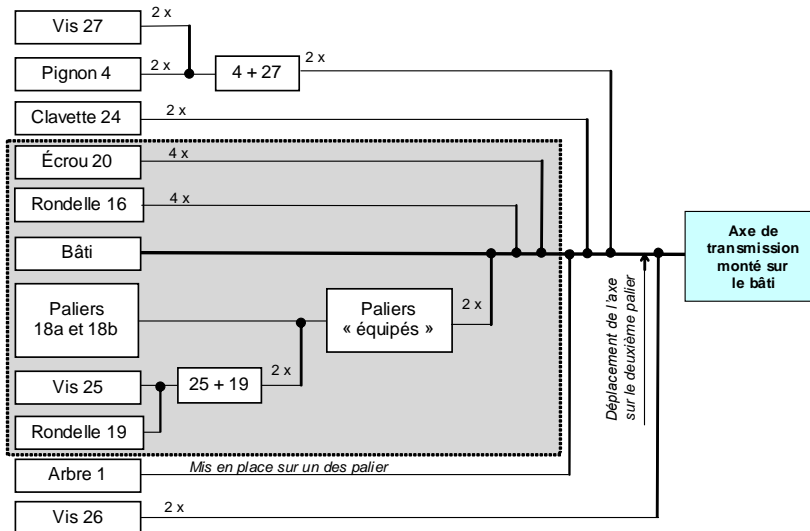 Vis 27
2 x
Pignon 4
2x
4 + 27
2 x
Clavette 24
2 x
Écrou 20
4 x
Rondelle 16
4 x
Bâti
Axe de
transmission
monté sur
le bâti
Paliers
18a et 18b
Paliers
« équipés »
2 x
Déplacement de l'axe
sur le deuxième palier
Vis 25
25 + 19
2 x
Rondelle 19
Arbre 1
Mis en place sur un des palier
Vis 26
2 x